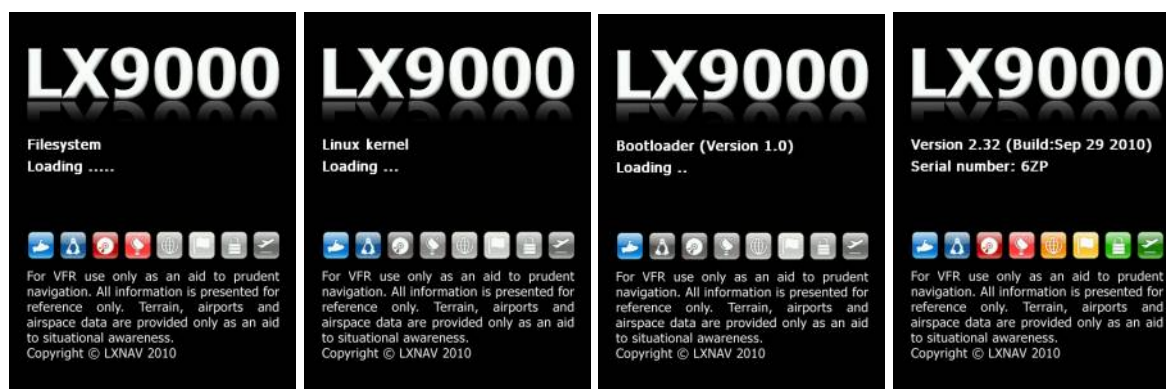 LX9000
Filesystem
Loading .....
For VFR use only as an aid to prudent
navigation. All information is presented for
reference only. Terrain, airports and
airspace data are provided only as an aid
to situational awareness.
Copyright © LXNAV 2010
LX9000
Linux kernel
Loading ...
For VFR use only as an aid to prudent
navigation. All information is presented for
reference only. Terrain, airports and
airspace data are provided only as an aid
to situational awareness.
Copyright © LXNAV 2010
LX9000
Bootloader (Version 1.0)
Loading ..
For VFR use only as an aid to prudent
navigation. All information is presented for
reference only. Terrain, airports and
airspace data are provided only as an aid
to situational awareness.
Copyright © LXNAV 2010
LX9000
Version 2.32 (Build:Sep 29 2010)
Serial number: 6ZP
For VFR use only as an aid to prudent
navigation. All information is presented for
reference only. Terrain, airports and
airspace data are provided only as an aid
to situational awareness.
Copyright © LXNAV 2010